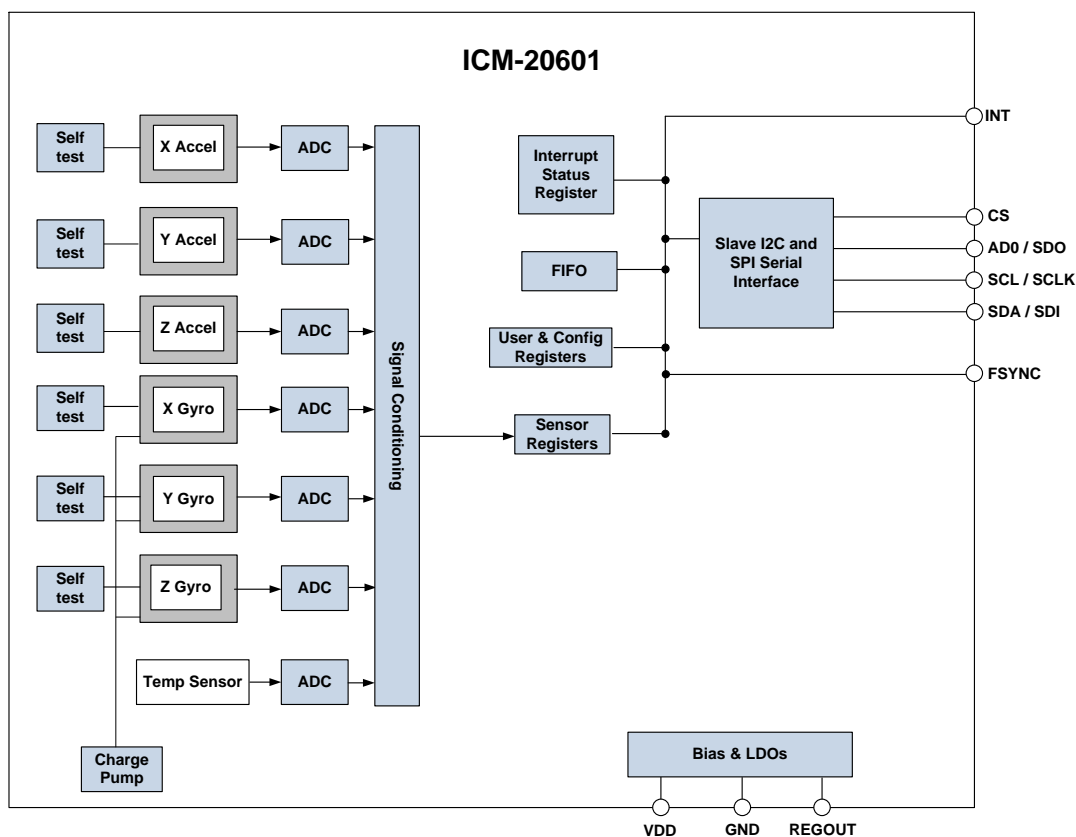 ICM-20601
Self
test
X Accel
ADC
Self
test
Y Accel
ADC
Self
test
Z Accel
ADC
Self
test
X Gyro
ADC
Self
test
Y Gyro
ADC
Self
test
Z Gyro
ADC
Temp Sensor
ADC
Charge
Pump
Signal Conditioning
Interrupt
Status
Register
FIFO
User & Config
Registers
Sensor
Registers
Slave I2C and
SPI Serial
Interface
INT
CS
AD0 / SDO
SCL / SCLK
SDA / SDI
FSYNC
Bias & LDOs
VDD
GND
REGOUT